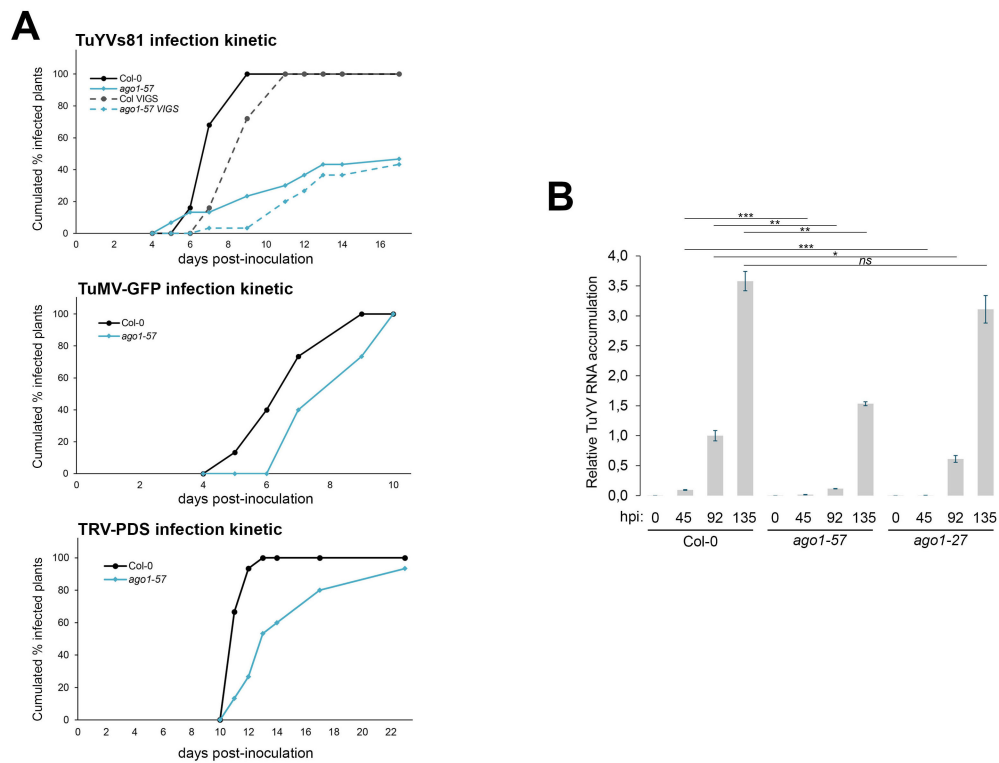 A
TuYVs81 infection kinetic
Cumulated % infected plants
100
80
60
40
20
0
Col-0
ago1-57
Col VIGS
ago1-57 VIGS
0 2 4 6 8 10 12 14 16
days post-inoculation
TuMV-GFP infection kinetic
Cumulated % infected plants
100
80
60
40
20
0
Col-0
ago1-57
0 2 4 6 8 10
days post-inoculation
TRV-PDS infection kinetic
Cumulated % infected plants
100
80
60
40
20
0
Col-0
ago1-57
0 2 4 6 8 10 12 14 16 18 20 22
days post-inoculation
B
***
**
**
***
*
ns
Relative TuYV RNA accumulation
4,0
3,5
3,0
2,5
2,0
1,5
1,0
0,5
0,0
hpi: 0 45 92 135 0 45 92 135 0 45 92 135
Col-0 ago1-57 ago1-27